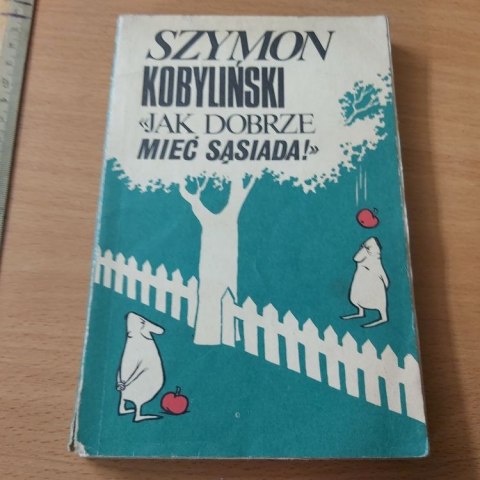 SZYMON
KOBYLIŃSKI
«JAK DOBRZE
MIEĆ SĄSIADA!»